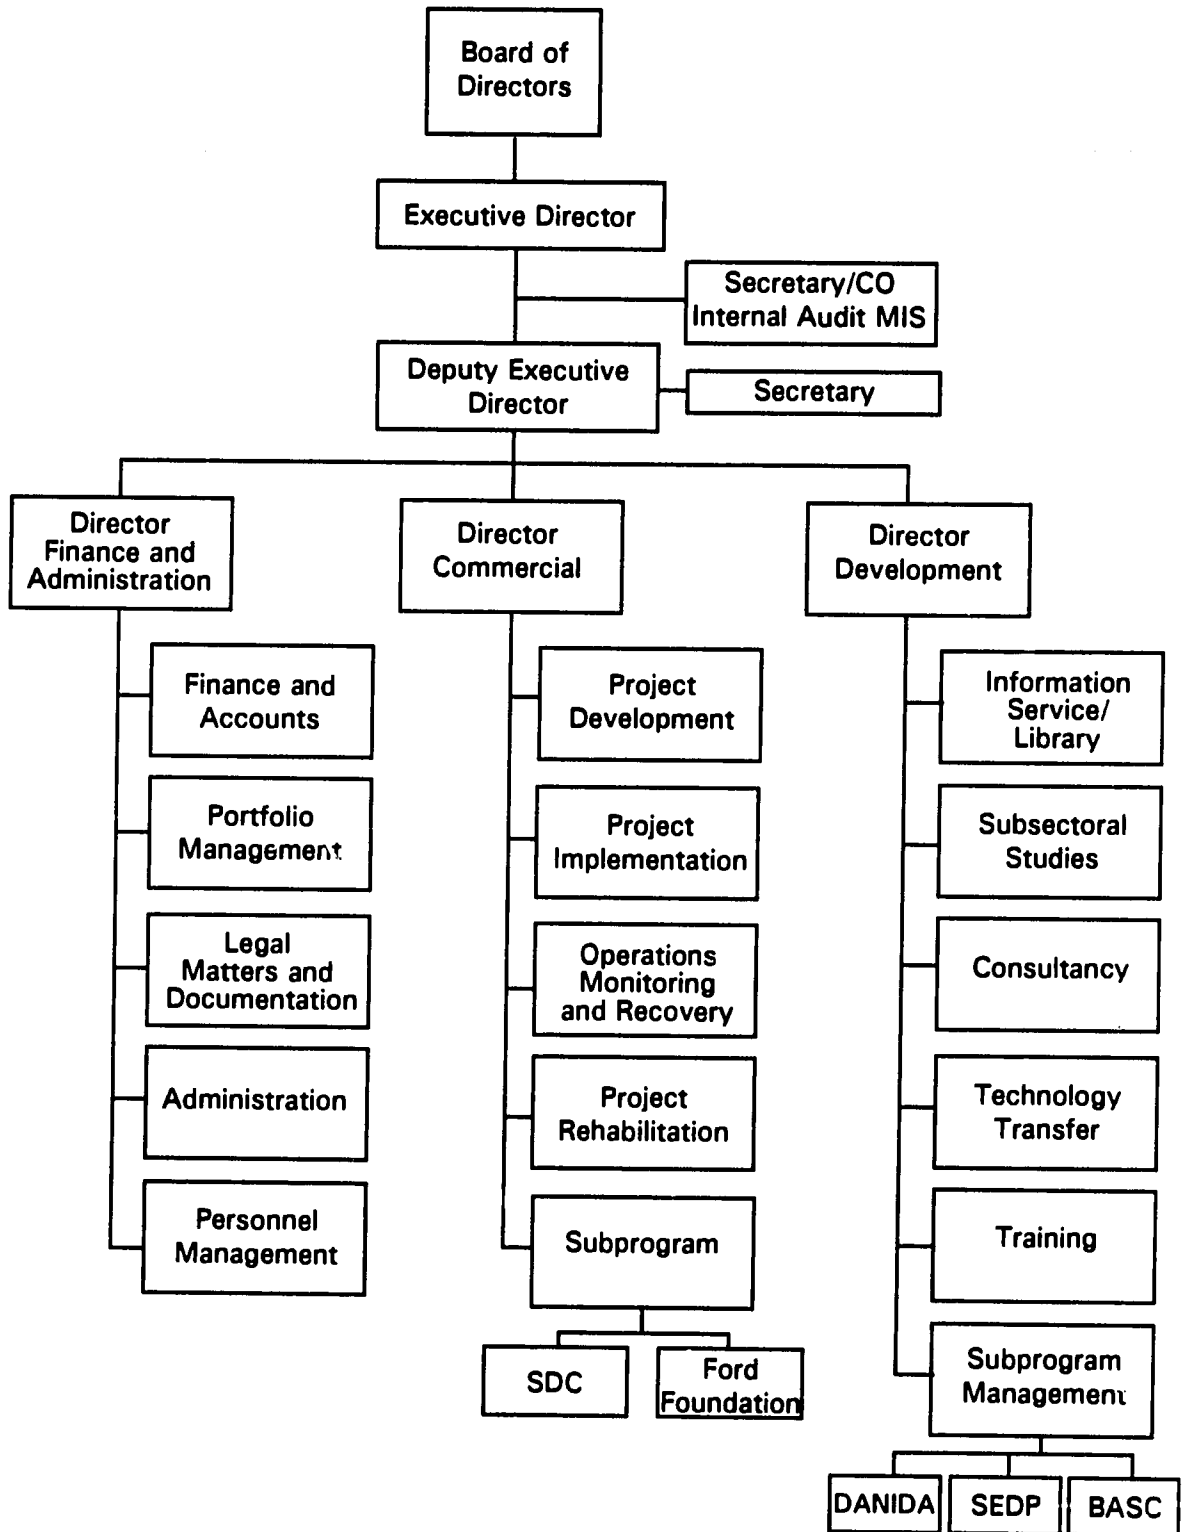 Board of
Directors
Executive Director
Secretary/CO
Internal Audit MIS
Deputy Executive
Director
Secretary
Director
Finance and
Administration
Director
Commercial
Director
Development
Finance and
Accounts
Portfolio
Management
Legal
Matters and
Documentation
Administration
Personnel
Management
Project
Development
Project
Implementation
Operations
Monitoring
and Recovery
Project
Rehabilitation
Subprogram
SDC
Ford
Foundation
Information
Service/
Library
Subsectoral
Studies
Consultancy
Technology
Transfer
Training
Subprogram
Management
DANIDA
SEDP
BASC